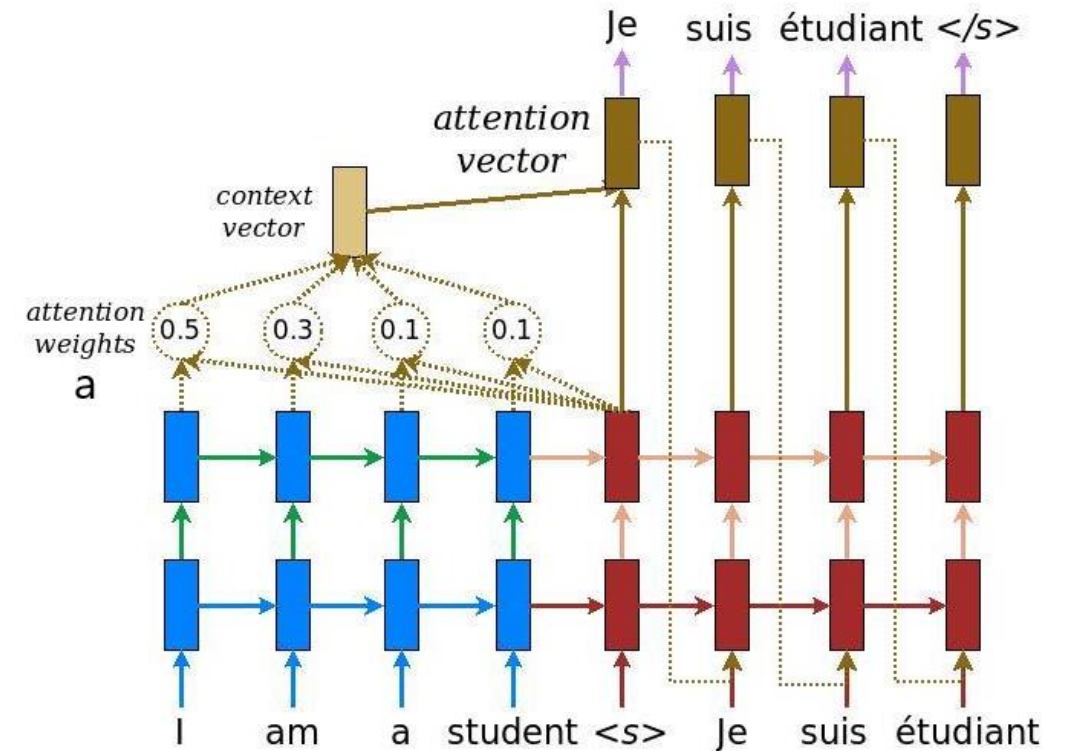 Je suis étudiant </s>
attention
vector
context
vector
attention
weights
a
0.5 0.3 0.1 0.1
I am a student <s> Je suis étudiant